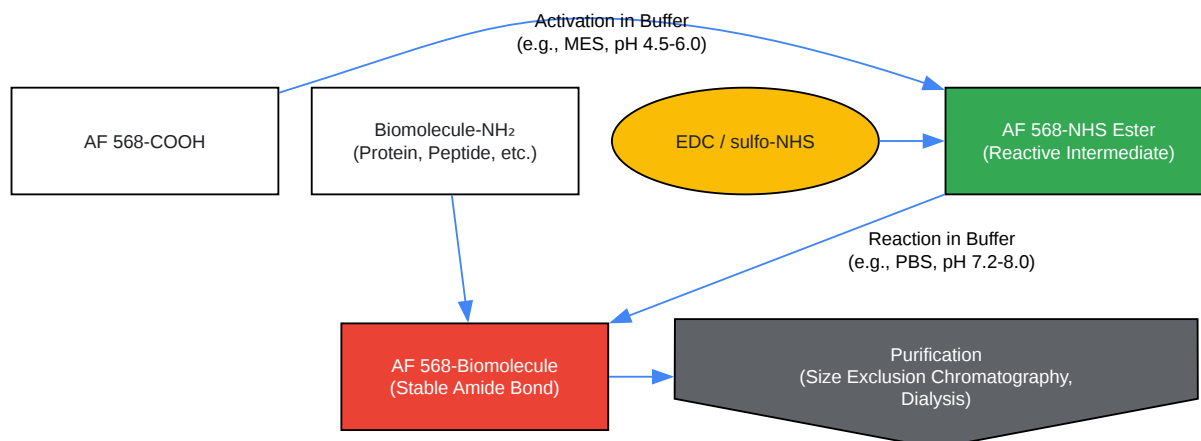 Activation in Buffer
(e.g., MES, pH 4.5-6.0)
AF 568-COOH
Biomolecule-NH₂
(Protein, Peptide, etc.)
EDC / sulfo-NHS
AF 568-NHS Ester
(Reactive Intermediate)
Reaction in Buffer
(e.g., PBS, pH 7.2-8.0)
AF 568-Biomolecule
(Stable Amide Bond)
Purification
(Size Exclusion Chromatography,
Dialysis)